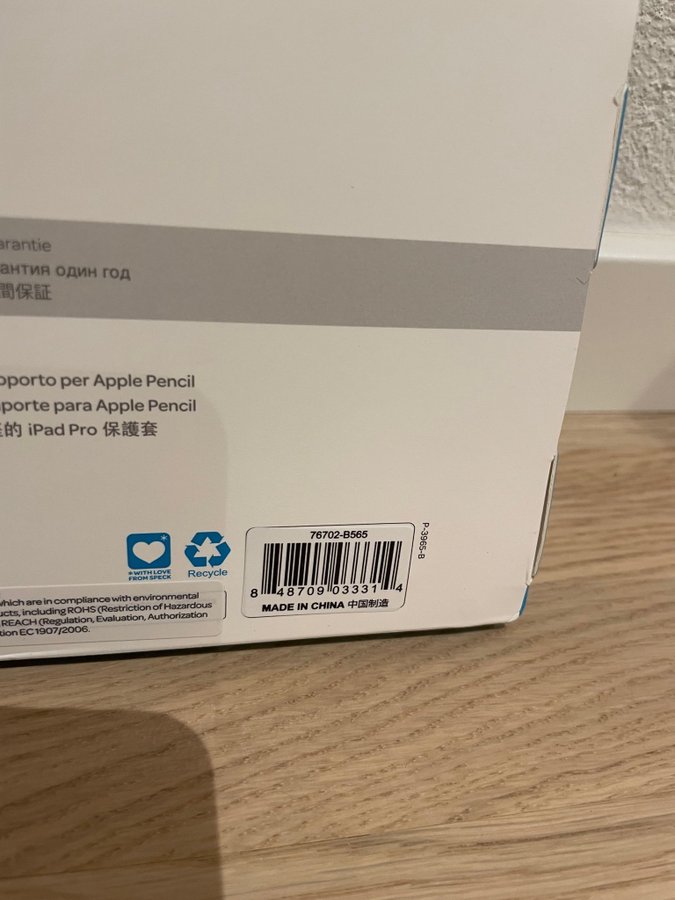 arantie
антия один год
間保証
pporto per Apple Pencil
porte para Apple Pencil
的 iPad Pro 保護套
76702-B565
8 48709 03331 4
MADE IN CHINA 中国制造
P-3965-B
WITH LOVE
FROM SPECK
Recycle
which are in compliance with environmental
ucts, including ROHS (Restriction of Hazardous
REACH (Regulation, Evaluation, Authorization
tion EC 1907/2006.